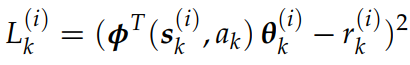 L_k^{(i)} = (ϕ^T(s_k^{(i)}, a_k) θ_k^{(i)} − r_k^{(i)})^2